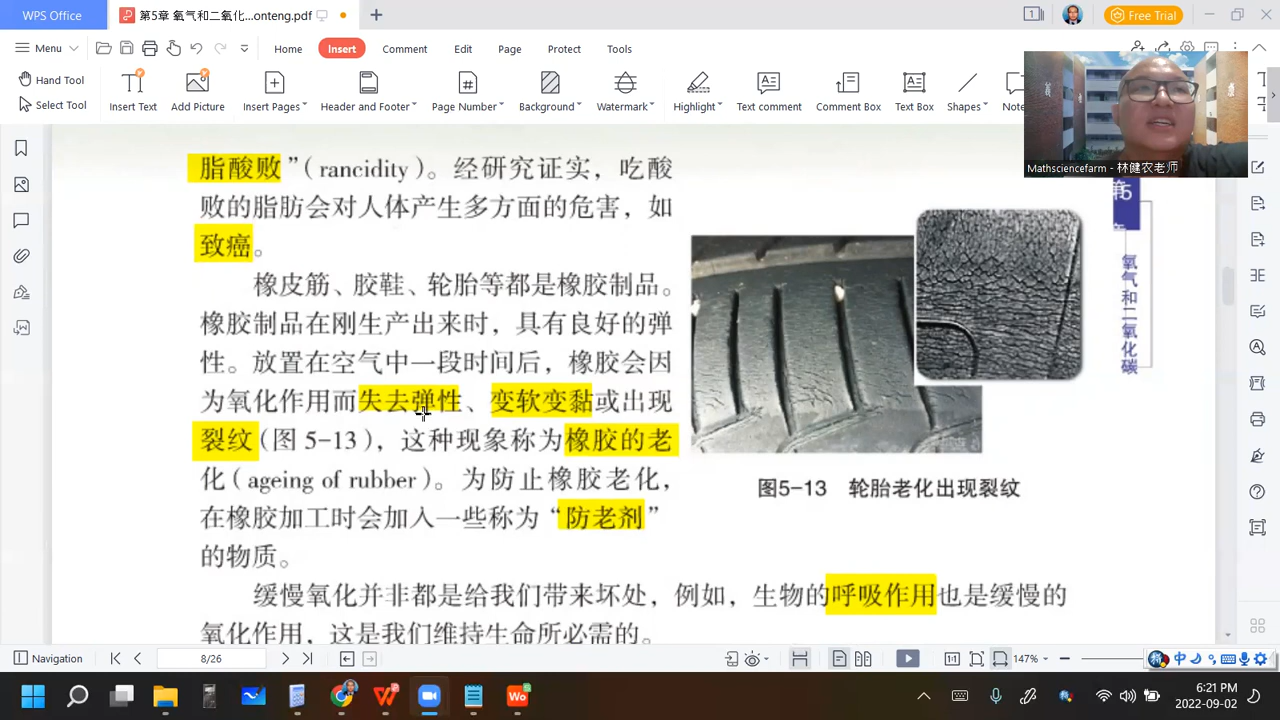 WPS Office
第5章 氧气和二氧化...onteng.pdf
1
Free Trial
Menu
Home
Insert
Comment
Edit
Page
Protect
Tools
Hand Tool
Select Tool
Insert Text
Add Picture
Insert Pages
Header and Footer
Page Number
Background
Watermark
Highlight
Text comment
Comment Box
Text Box
Shapes
Note
Mathsciencefarm - 林健农老师
脂酸败”(rancidity)。经研究证实，吃酸
败的脂肪会对人体产生多方面的危害，如
致癌。
橡皮筋、胶鞋、轮胎等都是橡胶制品。
橡胶制品在刚生产出来时，具有良好的弹
性。放置在空气中一段时间后，橡胶会因
为氧化作用而失去弹性、变软变黏或出现
裂纹(图 5-13)，这种现象称为橡胶的老
化(ageing of rubber)。为防止橡胶老化，
在橡胶加工时会加入一些称为“防老剂”
的物质。
图5-13 轮胎老化出现裂纹
氧气和二氧化碳
缓慢氧化并非都是给我们带来坏处，例如，生物的呼吸作用也是缓慢的
氧化作用，这是我们维持生命所必需的。
Navigation
8/26
147%
中
Wo
6:21 PM
2022-09-02